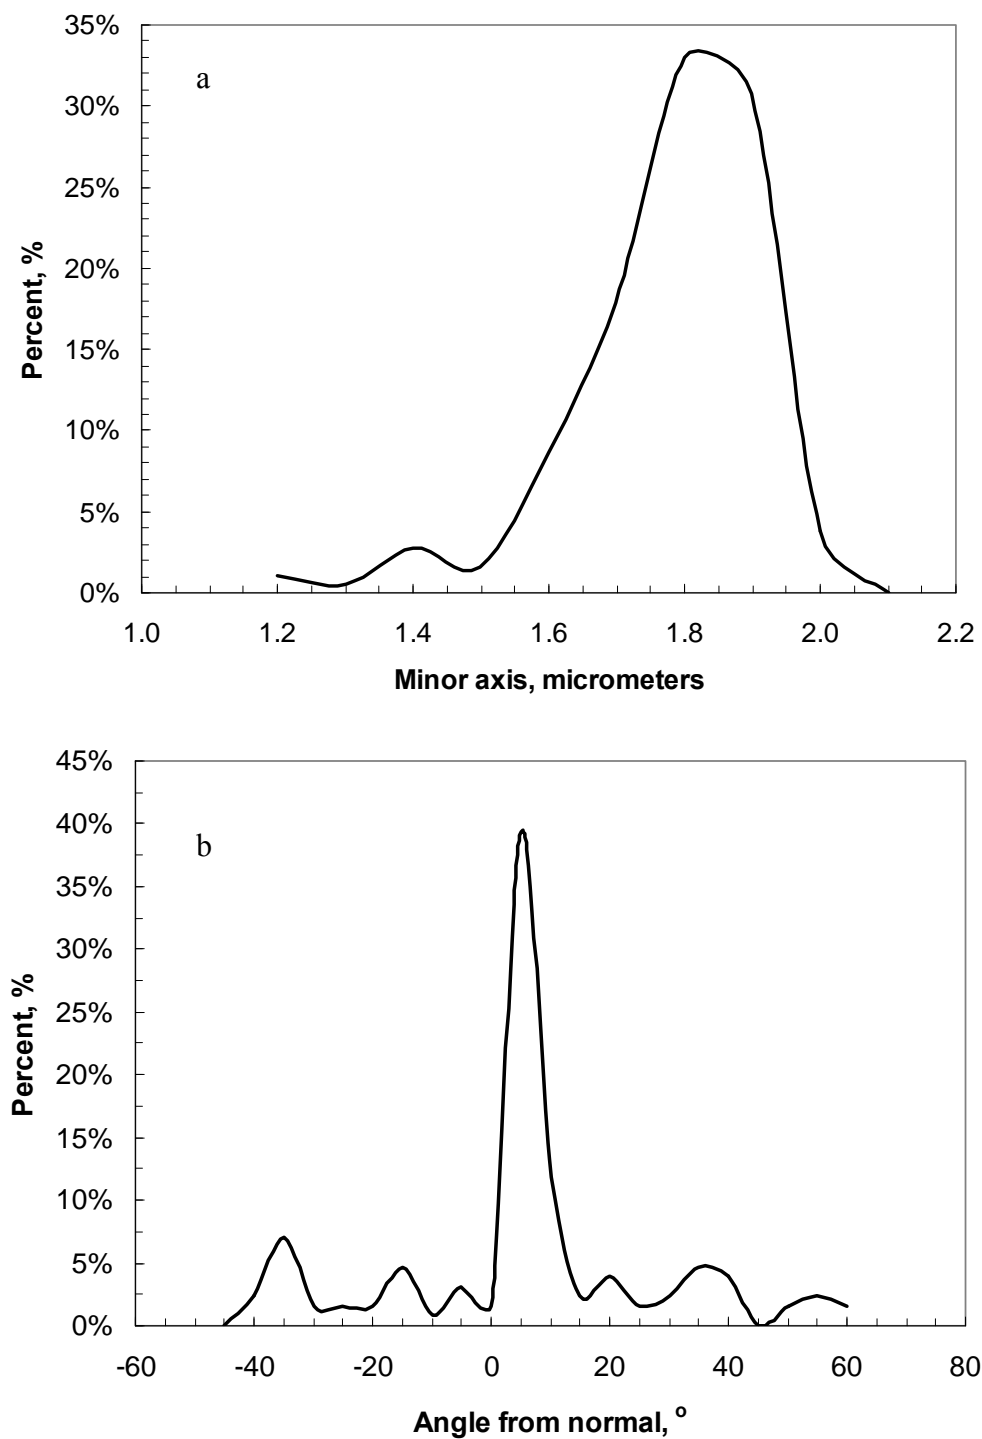 35%
a
30%
25%
20%
15%
10%
5%
0%
Percent, %
1.0 1.2 1.4 1.6 1.8 2.0 2.2
Minor axis, micrometers
45%
40%
b
35%
30%
25%
20%
15%
10%
5%
0%
Percent, %
-60 -40 -20 0 20 40 60 80
Angle from normal, °